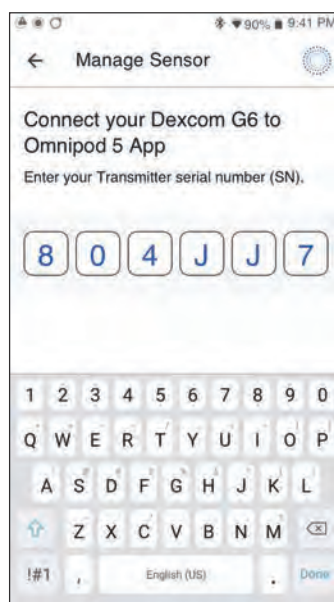 90% 9:41 PM
Manage Sensor
Connect your Dexcom G6 to
Omnipod 5 App
Enter your Transmitter serial number (SN).
8 0 4 J J 7
1 2 3 4 5 6 7 8 9 0
Q W E R T Y U I O P
A S D F G H J K L
Z X C V B N M
!#1 , English (US) . Done